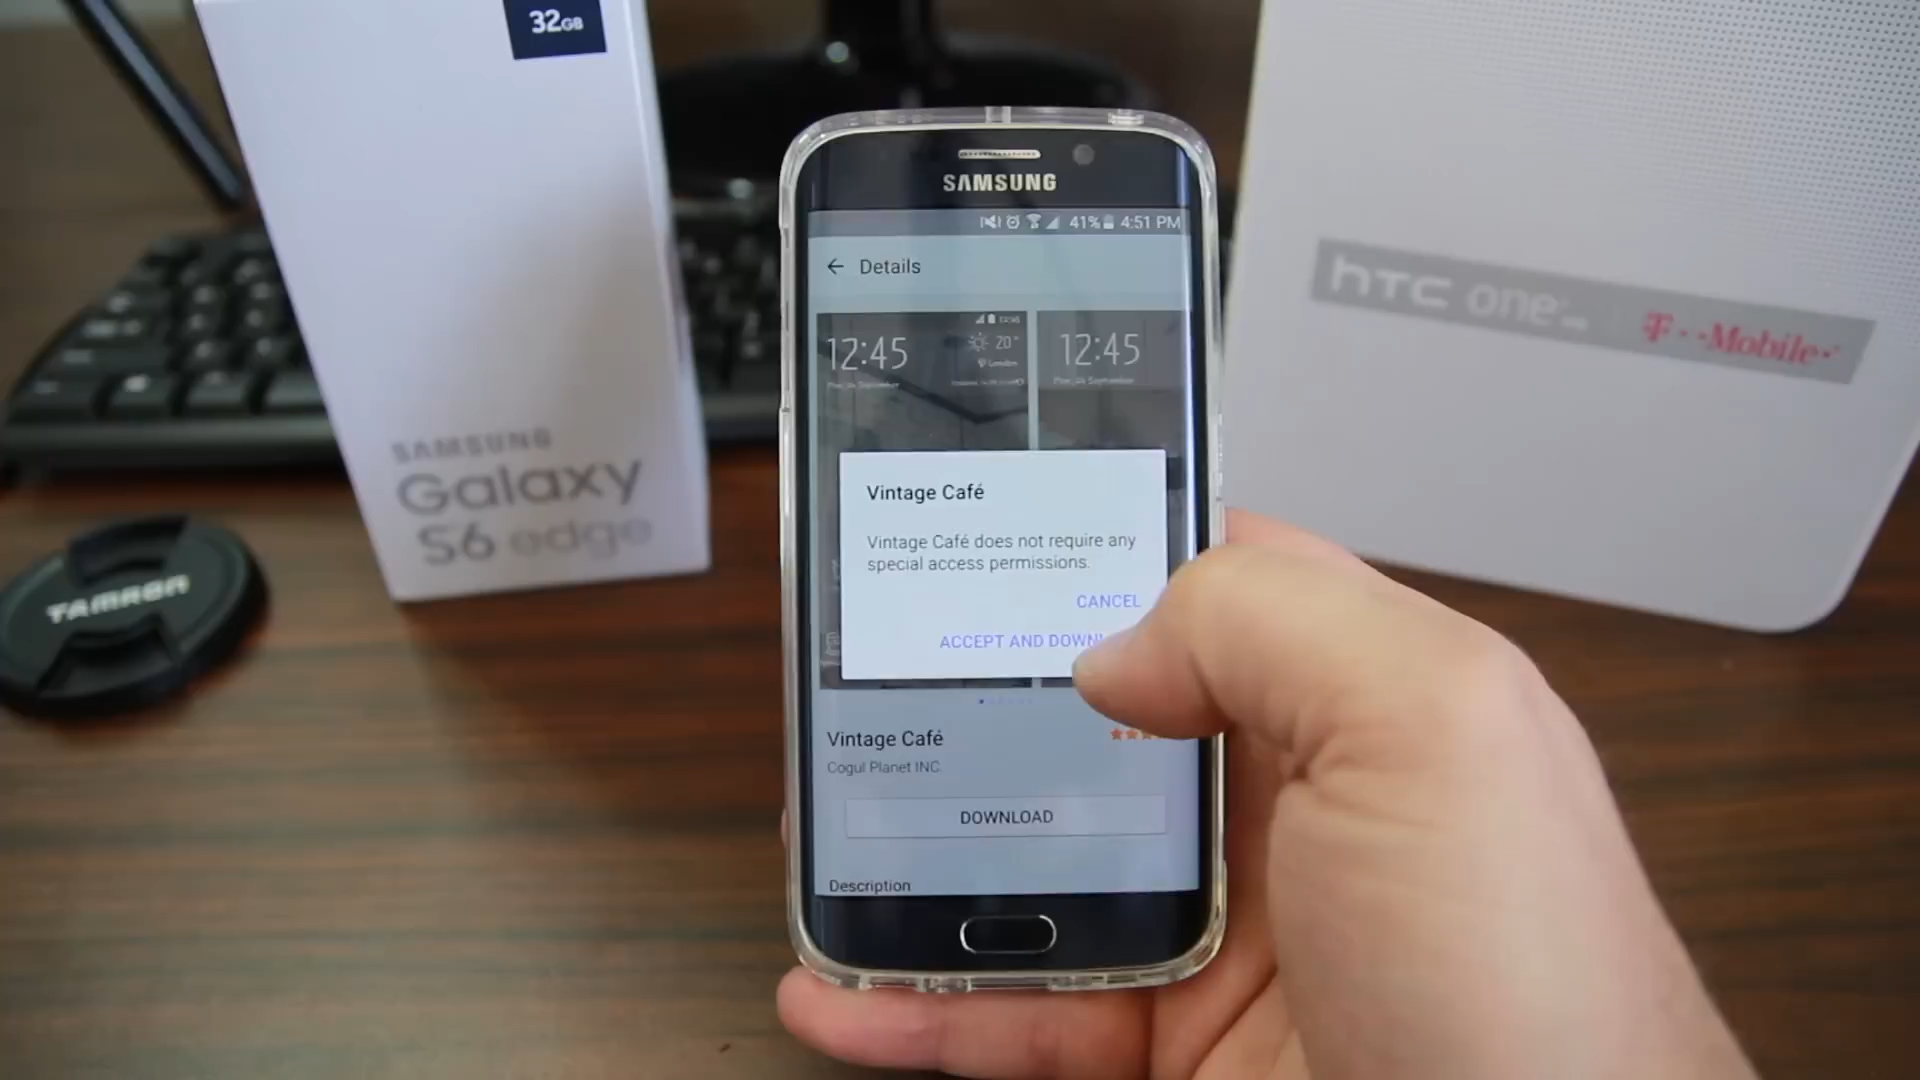 32GB
SAMSUNG
Galaxy
S6 edge
TAMRON
hTC one
T··Mobile·
SAMSUNG
41% 4:51 PM
Details
12:45
20°
London
12:45
Vintage Café
Vintage Café does not require any
special access permissions.
CANCEL
ACCEPT AND DOWNL
Vintage Café
Cogul Planet INC.
DOWNLOAD
Description